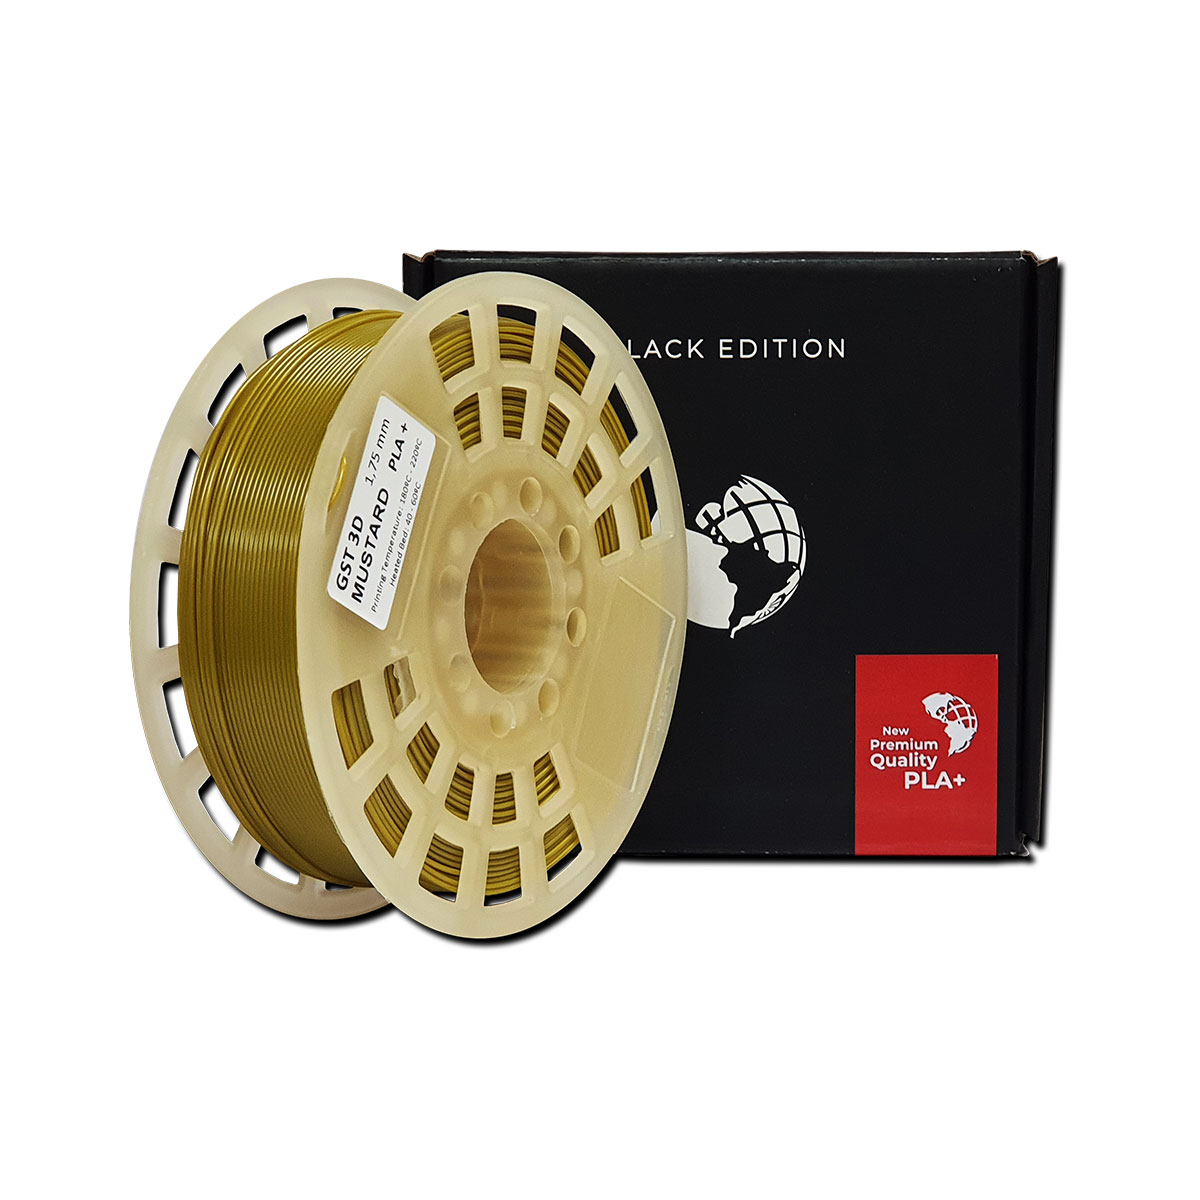 LACK EDITION
GST 3D 1,75 mm
MUSTARD PLA +
Printing Temperature: 180ºC - 220ºC
Heated Bed: 40 - 60ºC
New
Premium
Quality
PLA+